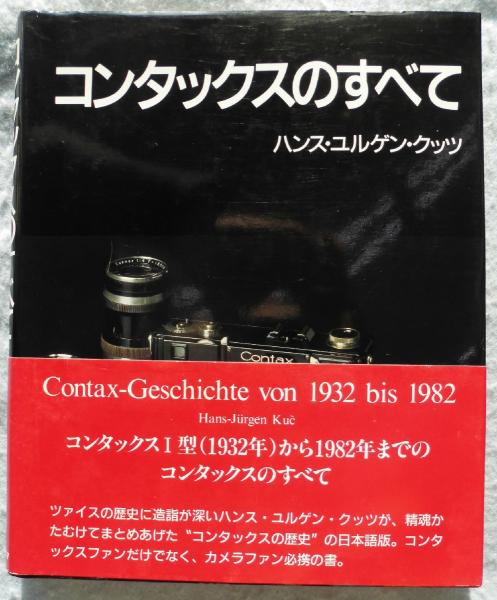 コンタックスのすべて
ハンス・ユルゲン・クッツ
Contax
Contax-Geschichte von 1932 bis 1982
Hans-Jürgen Kuč
コンタックスⅠ型(1932年)から1982年までの
コンタックスのすべて
ツァイスの歴史に造詣が深いハンス・ユルゲン・クッツが、精魂か
たむけてまとめあげた“コンタックスの歴史”の日本語版。コンタ
ックスファンだけでなく、カメラファン必携の書。